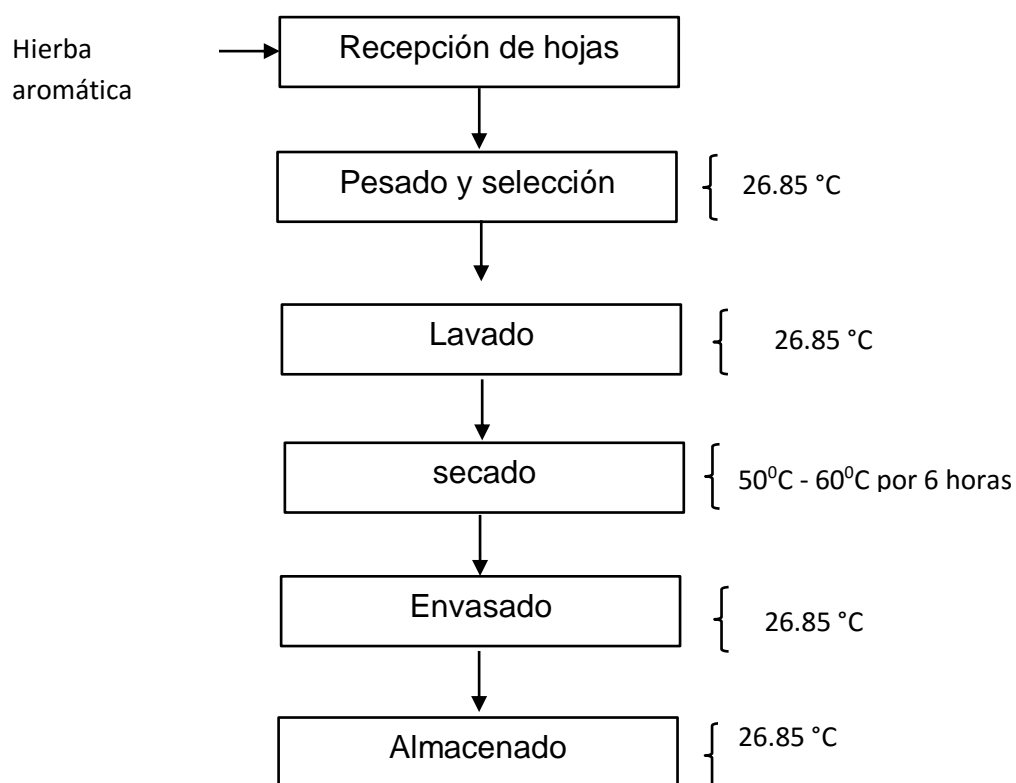 Hierba
aromática
Recepción de hojas
Pesado y selección
26.85 °C
Lavado
26.85 °C
secado
50⁰C - 60⁰C por 6 horas
Envasado
26.85 °C
Almacenado
26.85 °C